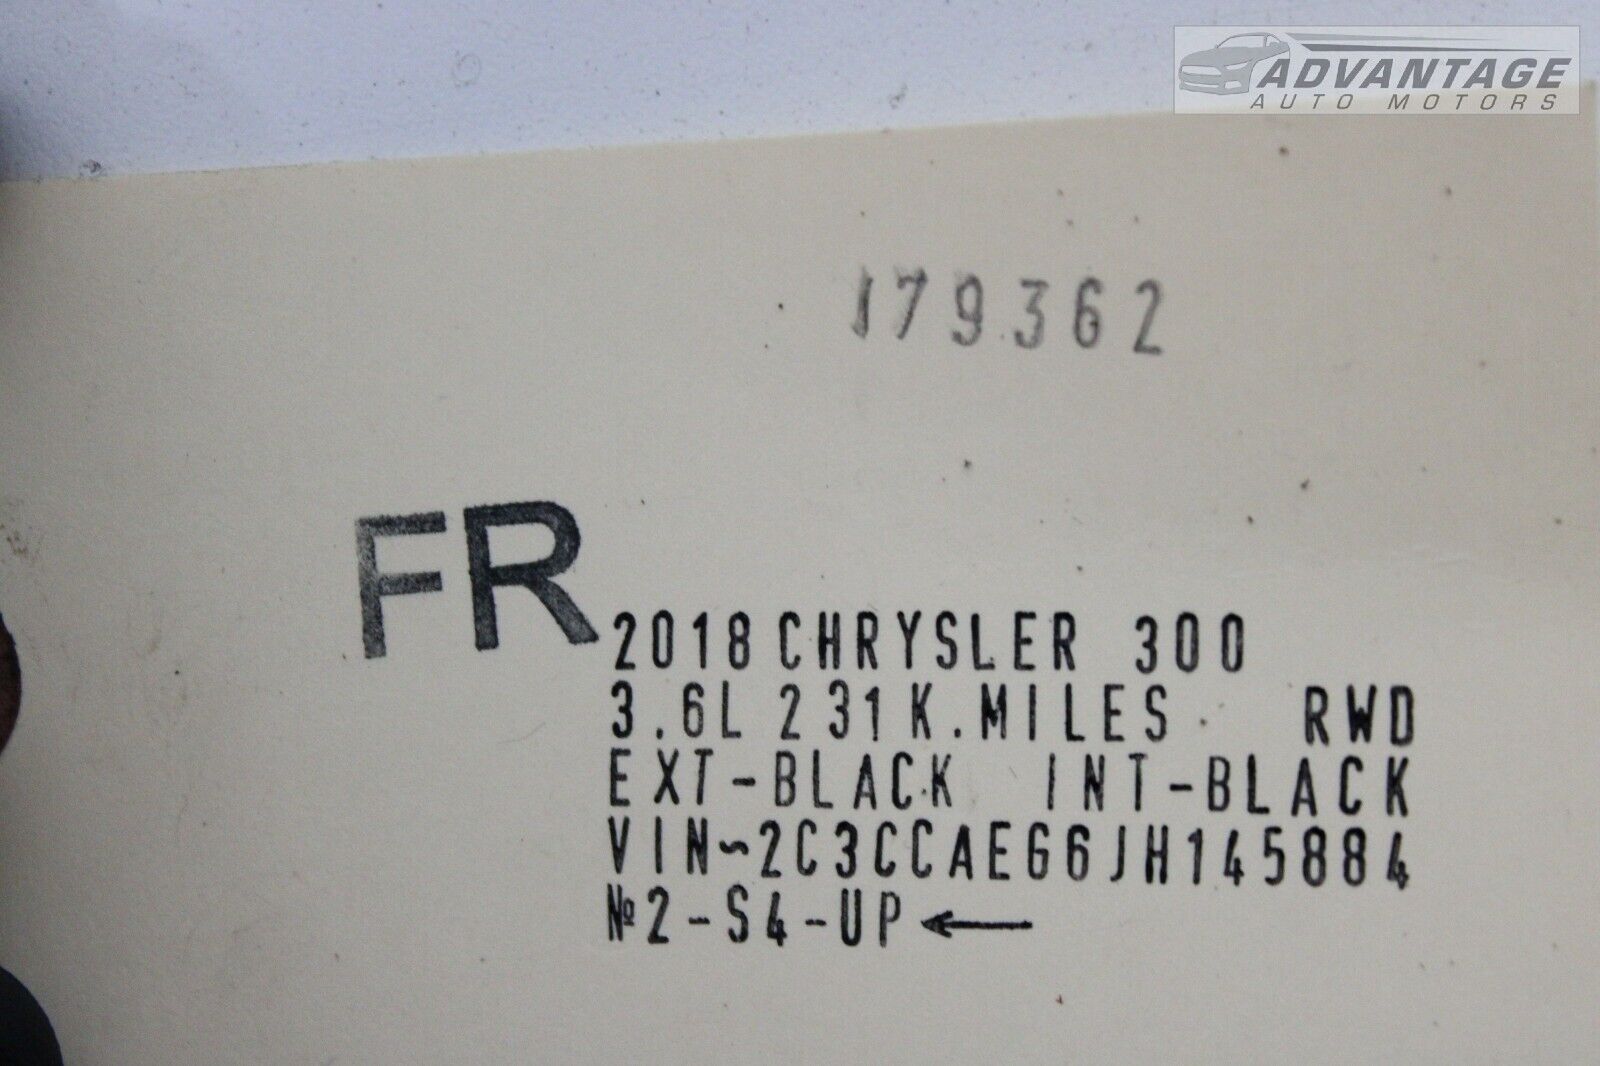 ADVANTAGE
AUTO MOTORS
179362
FR
2018 CHRYSLER 300
3.6L 231K.MILES RWD
EXT-BLACK INT-BLACK
VIN~2C3CCAEG6JH145884
№2-S4-UP←